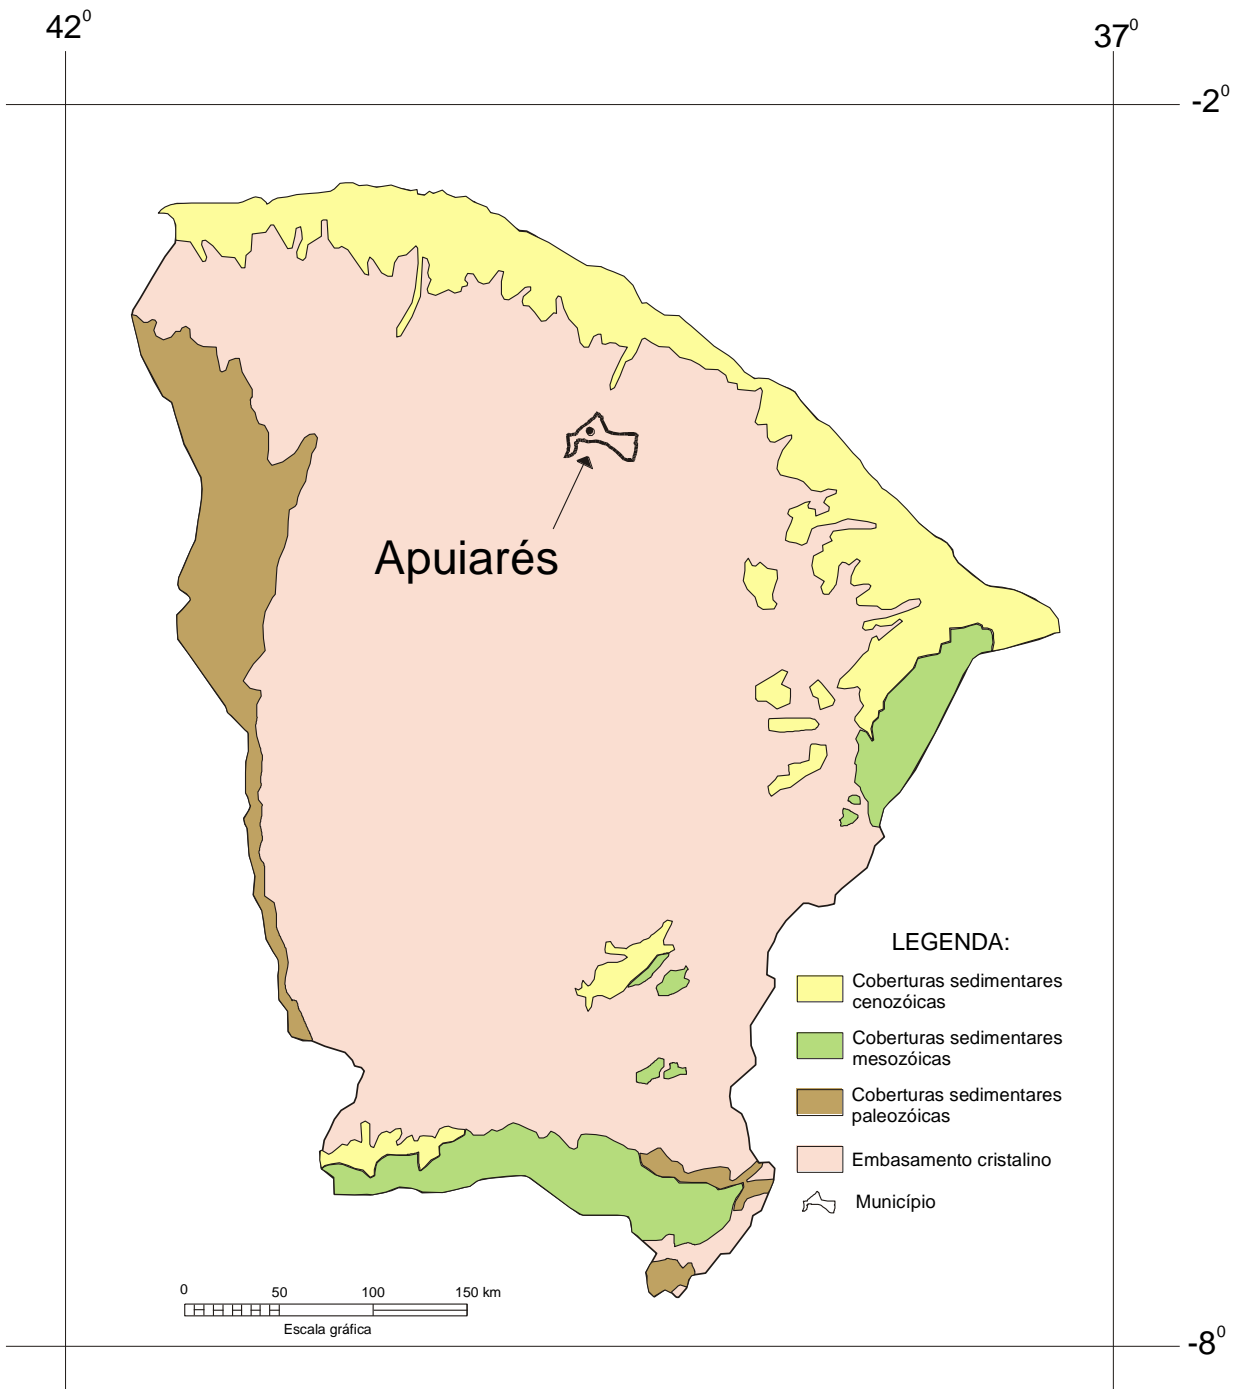 42⁰
37⁰
-2⁰
Apuiarés
LEGENDA:
Coberturas sedimentares
cenozóicas
Coberturas sedimentares
mesozóicas
Coberturas sedimentares
paleozóicas
Embasamento cristalino
Município
0 50 100 150 km
Escala gráfica
-8⁰